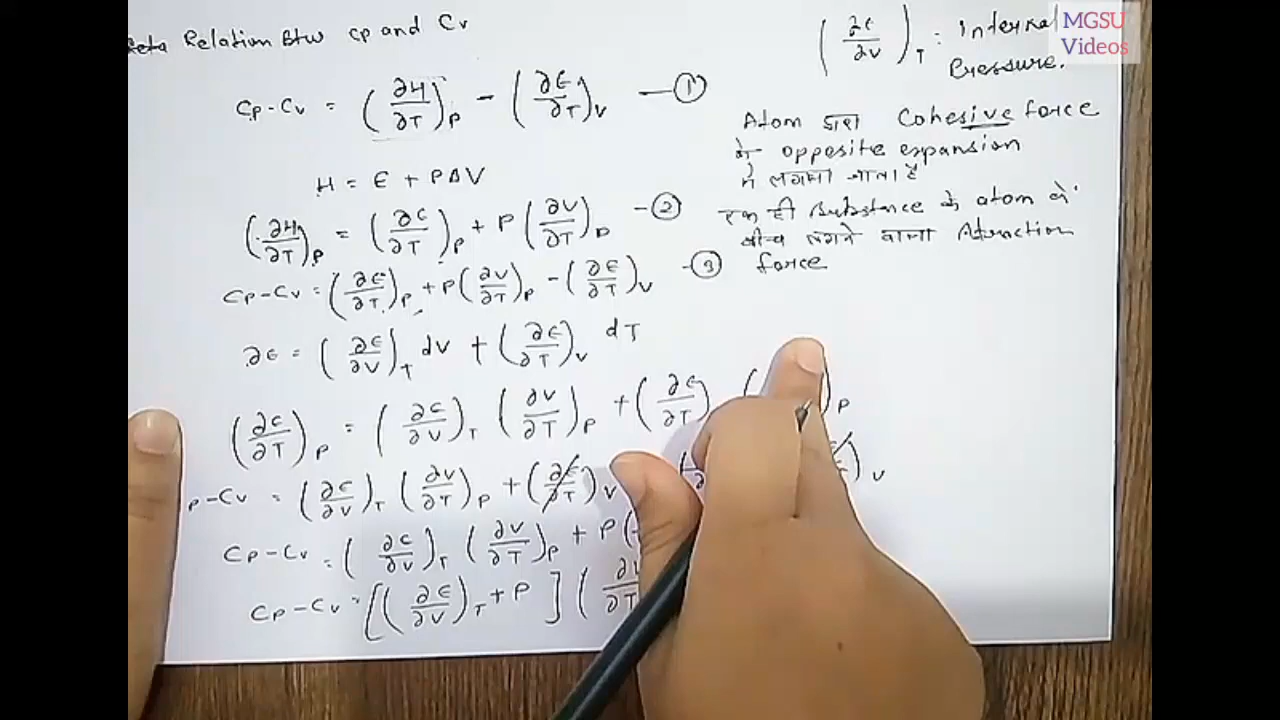 Relation Btw Cp and Cv
Cp-Cv = (∂H/∂T)P - (∂E/∂T)V — ①
H = E + PΔV
(∂H/∂T)P = (∂E/∂T)P + P(∂V/∂T)P - ②
Cp-Cv = (∂E/∂T)P + P(∂V/∂T)P - (∂E/∂T)V - ③
∂E = (∂E/∂V)T dV + (∂E/∂T)V dT
(∂E/∂T)P = (∂E/∂V)T (∂V/∂T)P + (∂E/∂T) ( )P
P-Cv = (∂E/∂V)T (∂V/∂T)P + (∂E/∂T)V ( )V
Cp-Cv = (∂E/∂V)T (∂V/∂T)P + P(
Cp-Cv = [(∂E/∂V)T + P] (∂V/∂T
MGSU
Videos
(∂E/∂V)T = Internal
Pressure.
Atom द्वारा Cohesive force
के opposite expansion
में लगाया जाता है
एक ही Substance के atom के
बीच लगने वाला Attraction
force